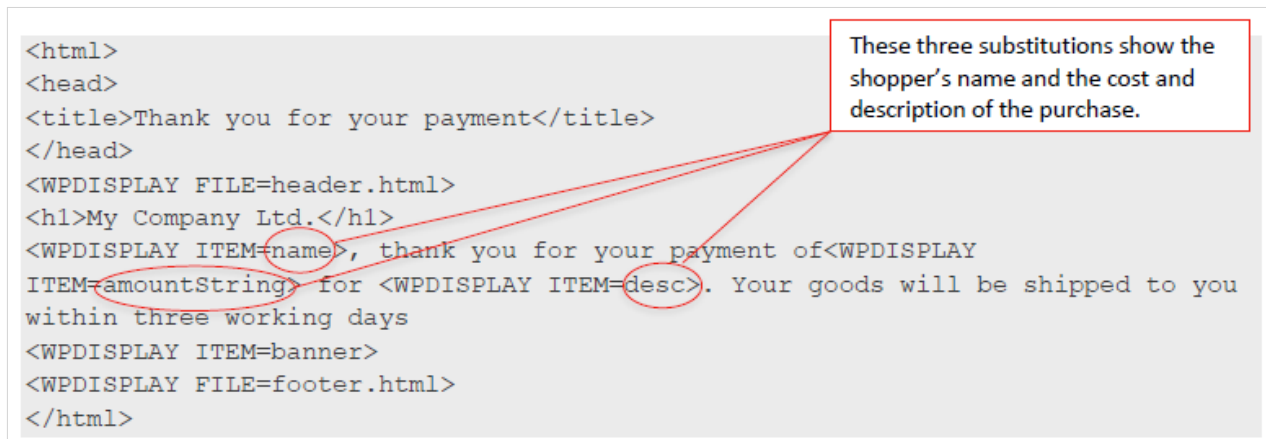 <html>
<head>
<title>Thank you for your payment</title>
</head>
<WPDISPLAY FILE=header.html>
<h1>My Company Ltd.</h1>
<WPDISPLAY ITEM=name>, thank you for your payment of<WPDISPLAY
ITEM=amountString> for <WPDISPLAY ITEM=desc>. Your goods will be shipped to you
within three working days
<WPDISPLAY ITEM=banner>
<WPDISPLAY FILE=footer.html>
</html>
These three substitutions show the
shopper's name and the cost and
description of the purchase.